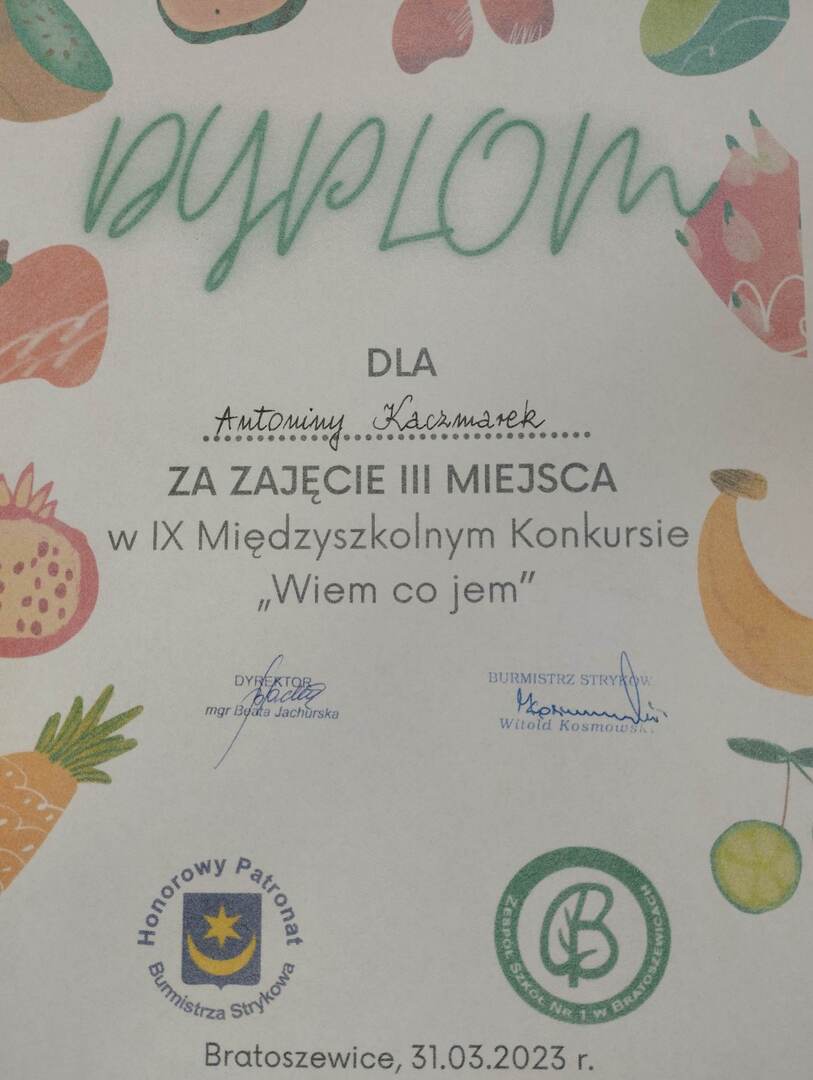 DYPLOM
DLA
Antoniny Kaczmarek
ZA ZAJĘCIE III MIEJSCA
w IX Międzyszkolnym Konkursie
„Wiem co jem”
DYREKTOR
mgr Beata Jachurska
BURMISTRZ STRYKOW
Witold Kosmowski
Honorowy Patronat
Burmistrza Strykowa
B
ZESPÓŁ SZKÓŁ NR 1 W BRATOSZEWICACH
Bratoszewice, 31.03.2023 r.